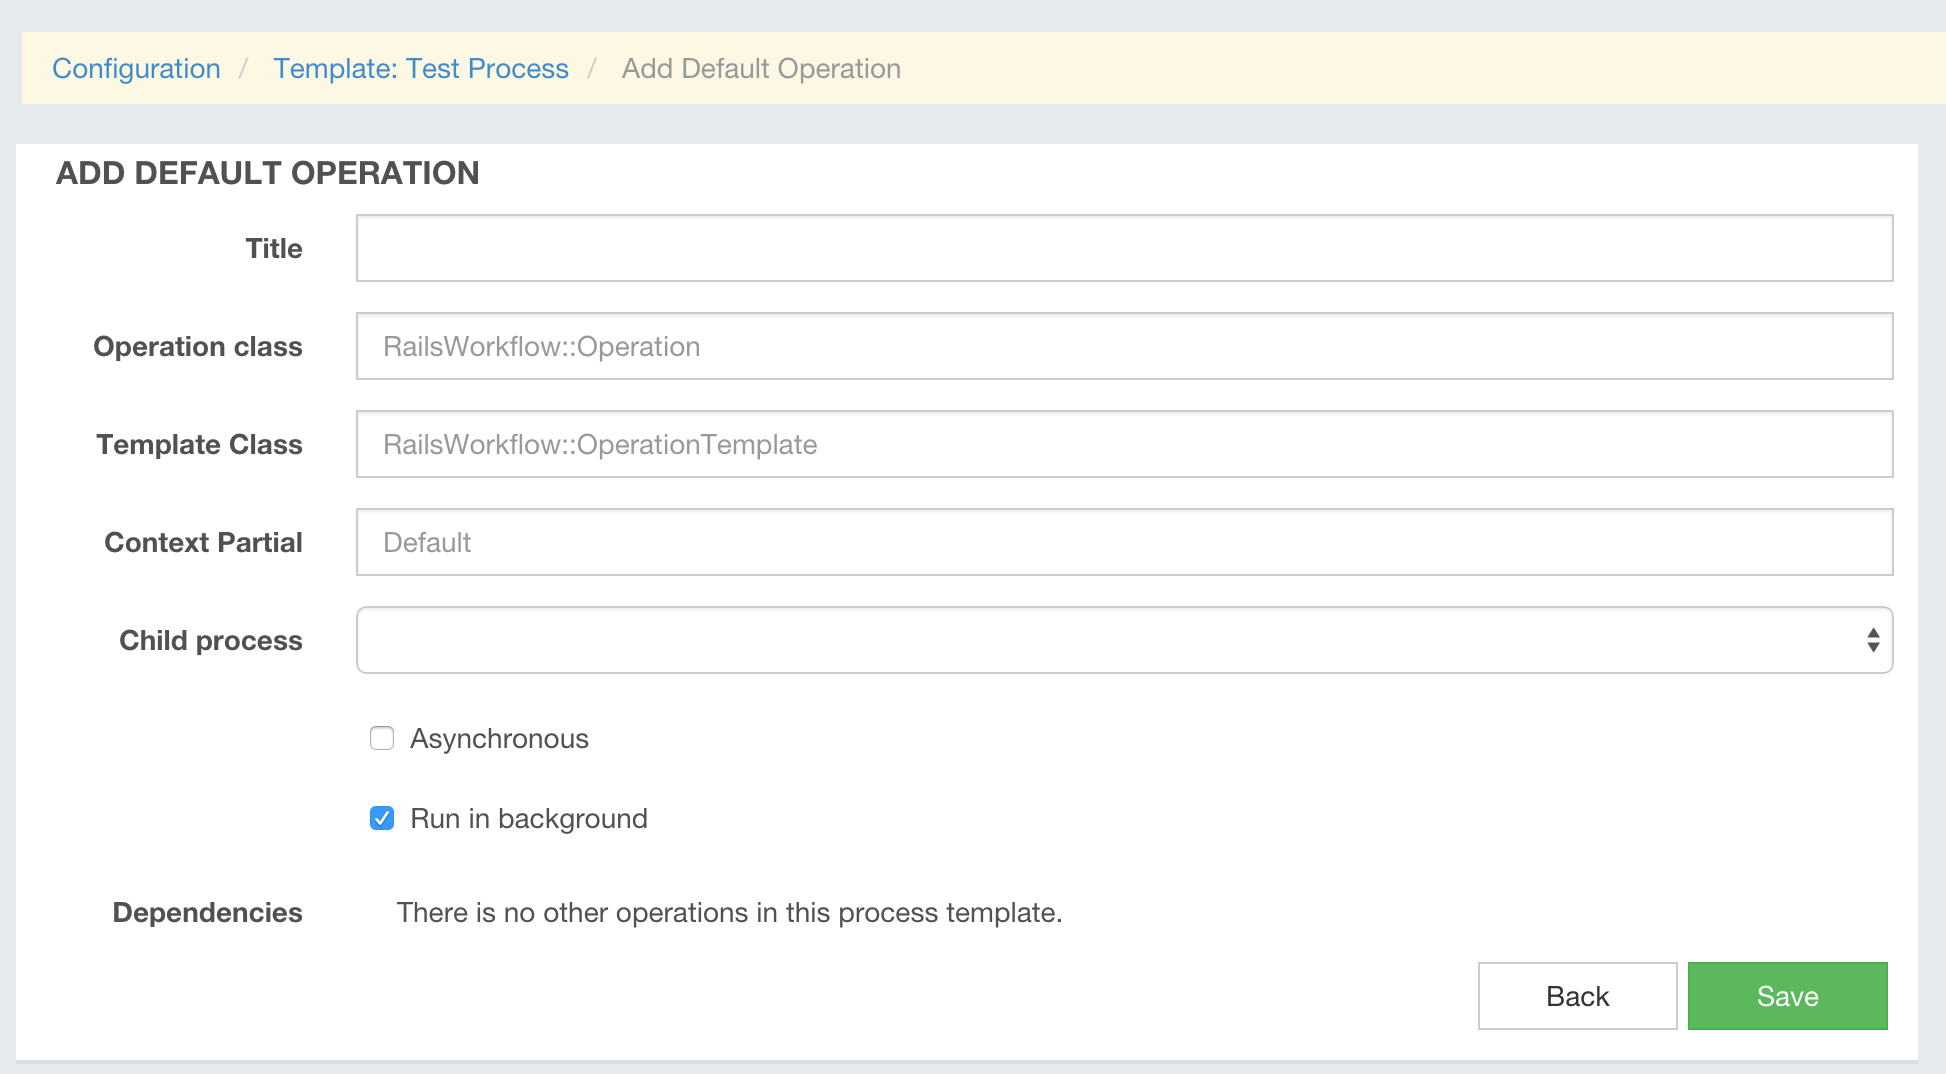 Configuration / Template: Test Process / Add Default Operation
ADD DEFAULT OPERATION
Title
Operation class RailsWorkflow::Operation
Template Class RailsWorkflow::OperationTemplate
Context Partial Default
Child process
Asynchronous
Run in background
Dependencies There is no other operations in this process template.
Back Save